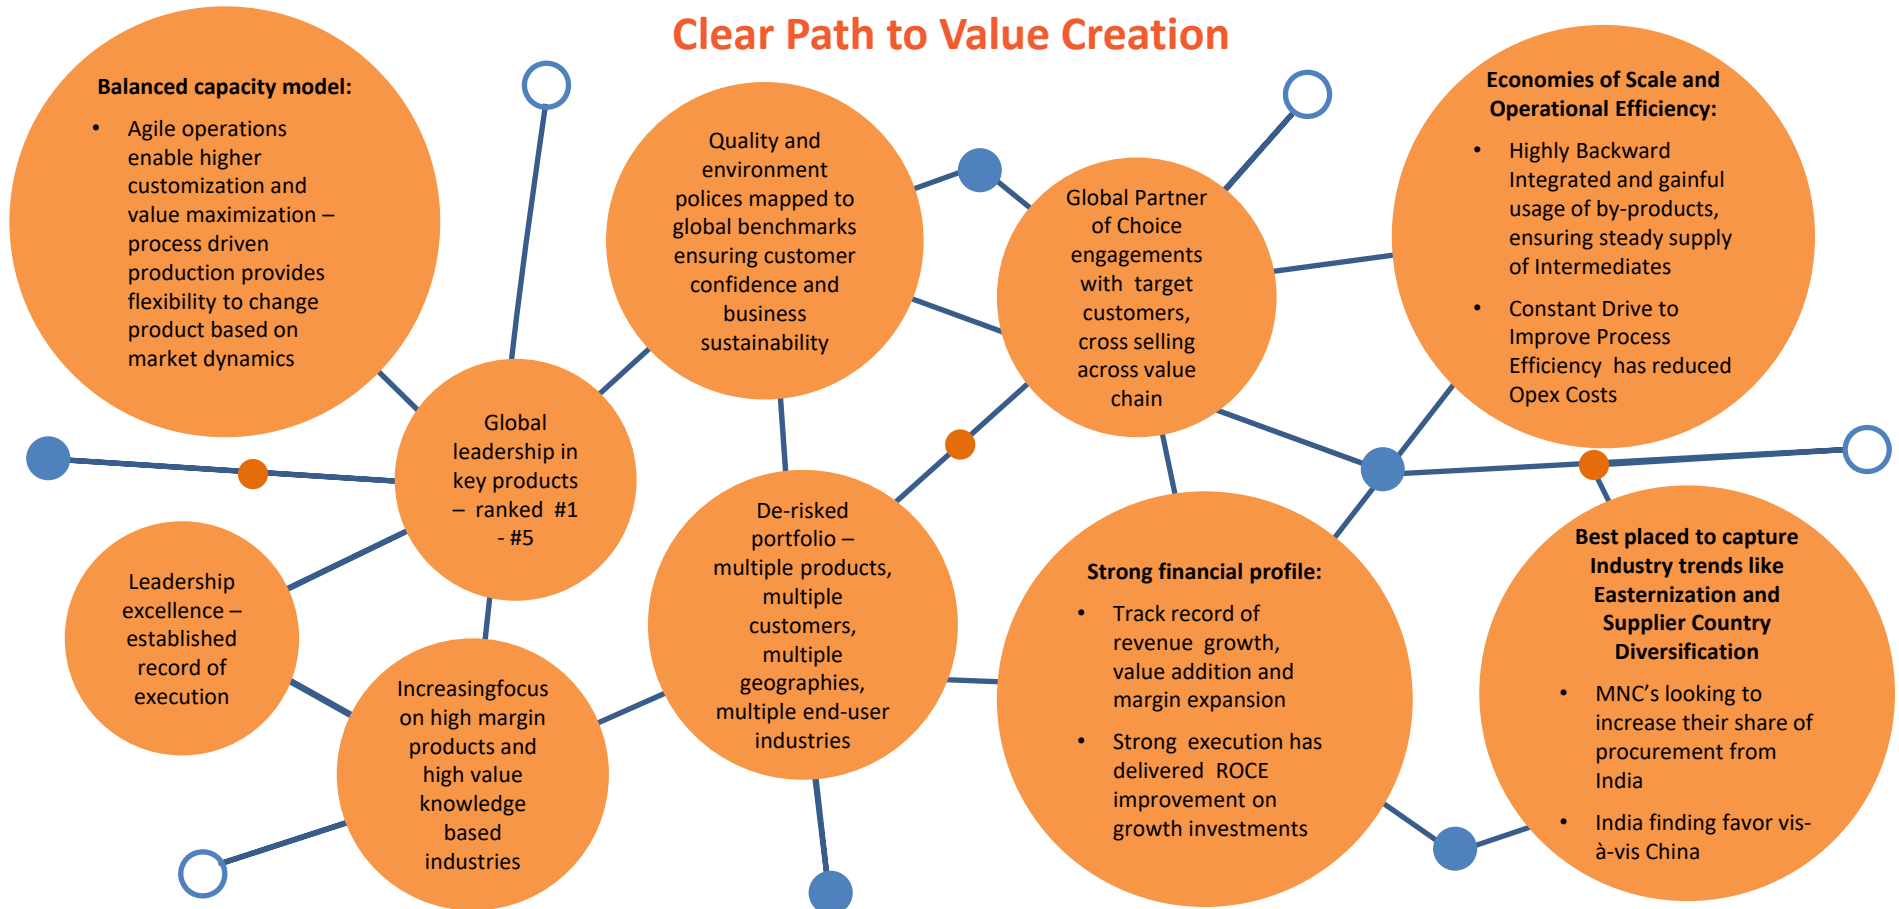 Clear Path to Value Creation
Balanced capacity model:
• Agile operations
enable higher
customization and
value maximization –
process driven
production provides
flexibility to change
product based on
market dynamics
Quality and
environment
polices mapped to
global benchmarks
ensuring customer
confidence and
business
sustainability
Global Partner
of Choice
engagements
with target
customers,
cross selling
across value
chain
Economies of Scale and
Operational Efficiency:
• Highly Backward
Integrated and gainful
usage of by-products,
ensuring steady supply
of Intermediates
• Constant Drive to
Improve Process
Efficiency has reduced
Opex Costs
Global
leadership in
key products
– ranked #1
- #5
Leadership
excellence –
established
record of
execution
Increasingfocus
on high margin
products and
high value
knowledge
based
industries
De-risked
portfolio –
multiple products,
multiple
customers,
multiple
geographies,
multiple end-user
industries
Strong financial profile:
• Track record of
revenue growth,
value addition and
margin expansion
• Strong execution has
delivered ROCE
improvement on
growth investments
Best placed to capture
Industry trends like
Easternization and
Supplier Country
Diversification
• MNC’s looking to
increase their share of
procurement from
India
• India finding favor vis-
à-vis China